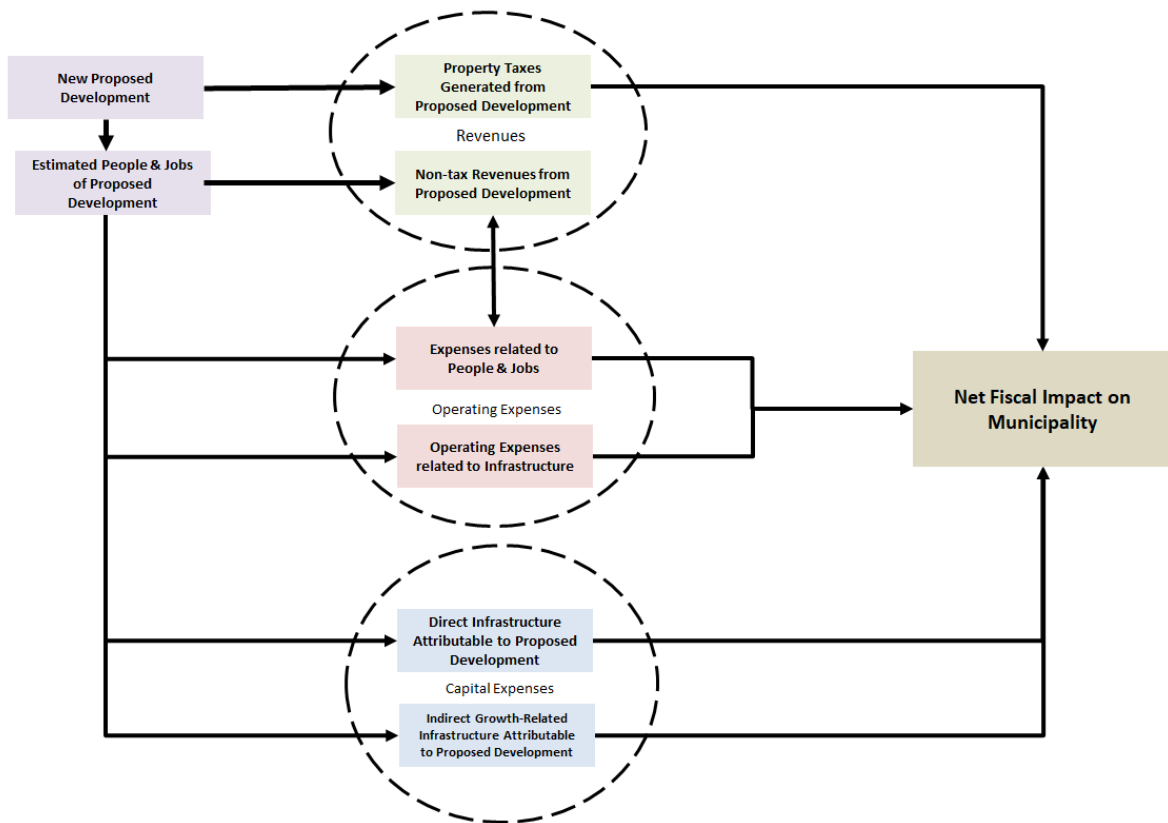 New Proposed
Development
Estimated People & Jobs
of Proposed
Development
Property Taxes
Generated from
Proposed Development
Revenues
Non-tax Revenues from
Proposed Development
Expenses related to
People & Jobs
Operating Expenses
Operating Expenses
related to Infrastructure
Direct Infrastructure
Attributable to Proposed
Development
Capital Expenses
Indirect Growth-Related
Infrastructure Attributable
to Proposed Development
Net Fiscal Impact on
Municipality